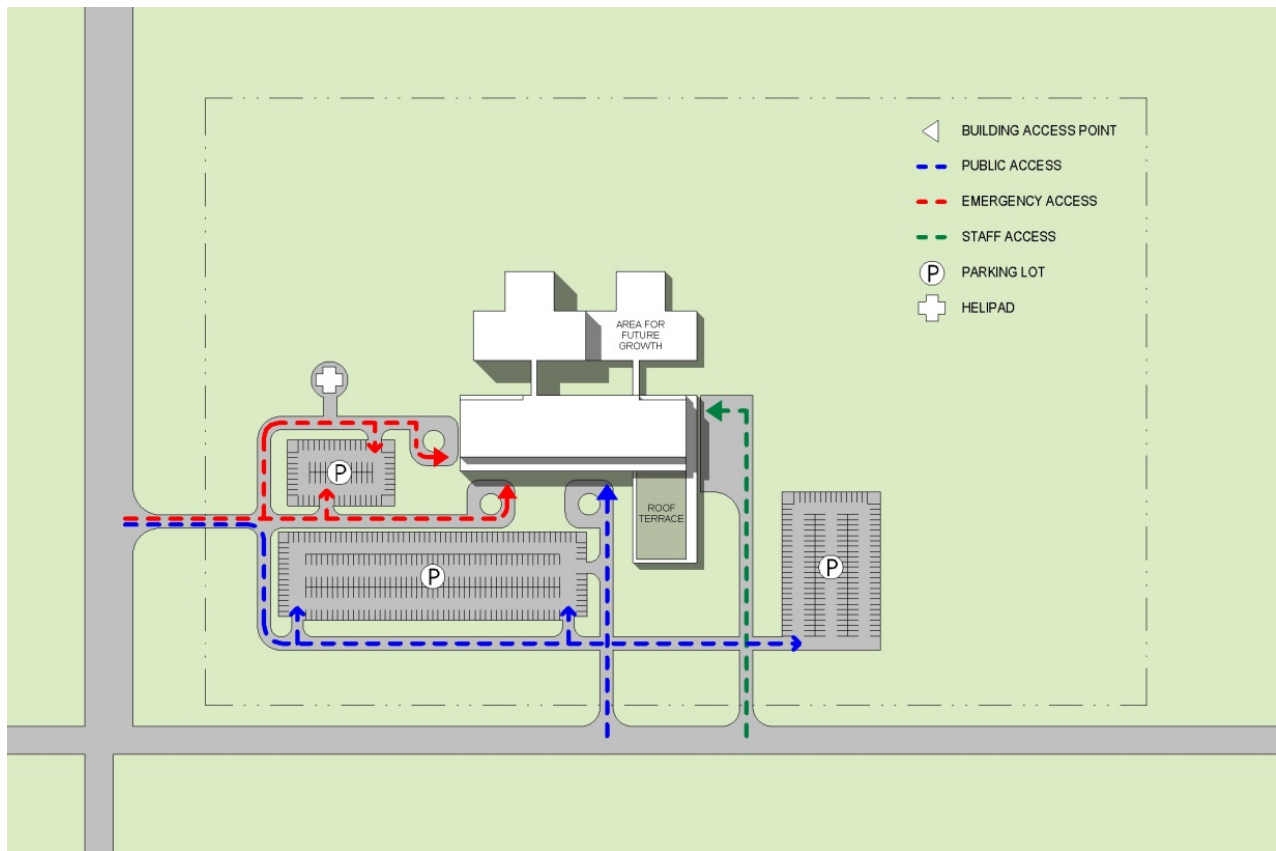 BUILDING ACCESS POINT
PUBLIC ACCESS
EMERGENCY ACCESS
STAFF ACCESS
P PARKING LOT
HELIPAD
AREA FOR
FUTURE
GROWTH
P
ROOF
TERRACE
P
P